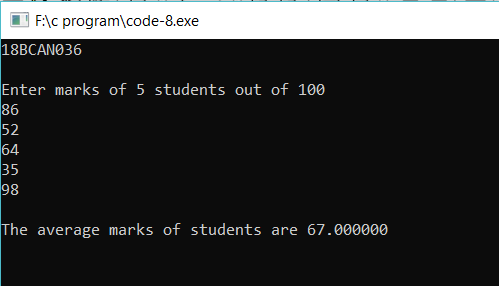 F:\c program\code-8.exe
18BCAN036
Enter marks of 5 students out of 100
86
52
64
35
98
The average marks of students are 67.000000